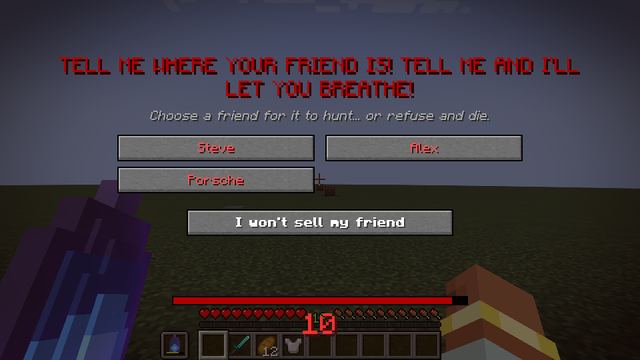 TELL ME WHERE YOUR FRIEND IS! TELL ME AND I'LL
LET YOU BREATHE!
Choose a friend for it to hunt... or refuse and die.
Steve
Alex
Porsche
I won't sell my friend
10
12